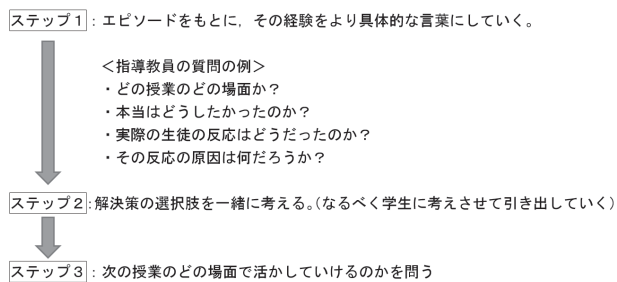 ステップ1：エピソードをもとに，その経験をより具体的な言葉にしていく。
＜指導教員の質問の例＞
・どの授業のどの場面か？
・本当はどうしたかったのか？
・実際の生徒の反応はどうだったのか？
・その反応の原因は何だろうか？
ステップ2：解決策の選択肢を一緒に考える。（なるべく学生に考えさせて引き出していく）
ステップ3：次の授業のどの場面で活かしていけるのかを問う